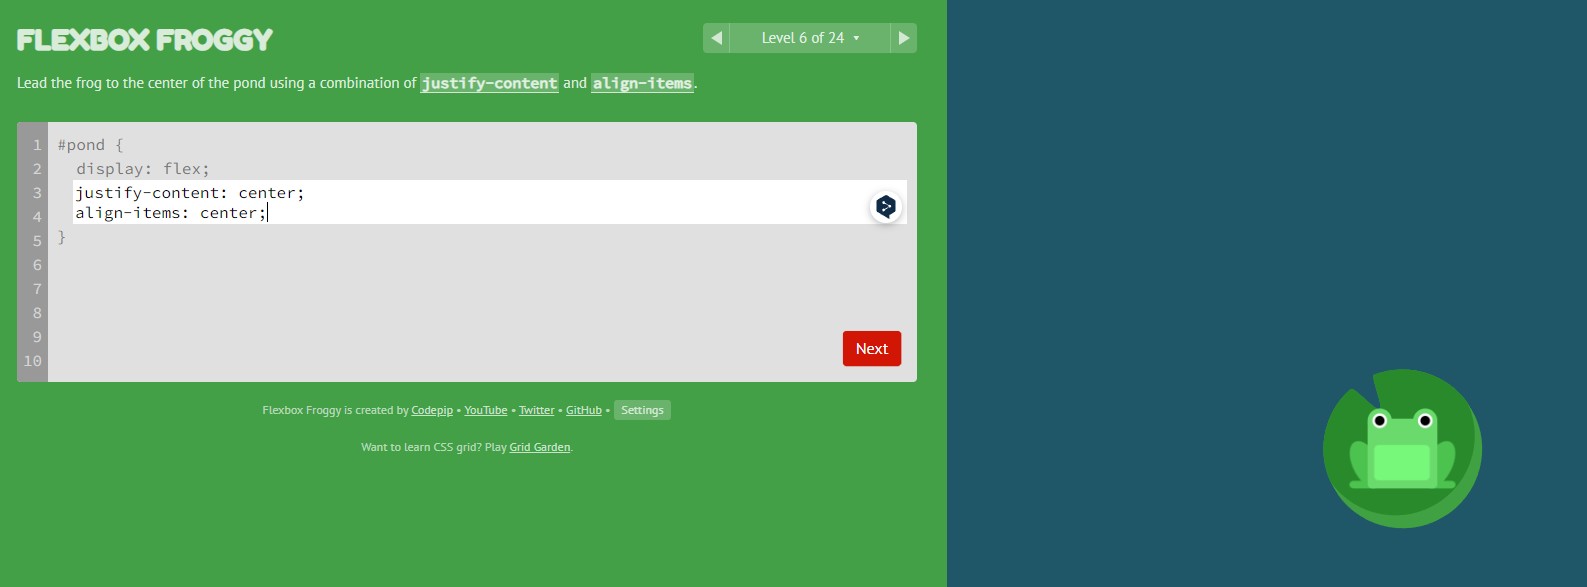 FLEXBOX FROGGY
◀ Level 6 of 24 ▾ ▶
Lead the frog to the center of the pond using a combination of justify-content and align-items.
1 #pond {
2   display: flex;
3   justify-content: center;
4   align-items: center;
5 }
6
7
8
9
10
Next
Flexbox Froggy is created by Codepip • YouTube • Twitter • GitHub • Settings
Want to learn CSS grid? Play Grid Garden.